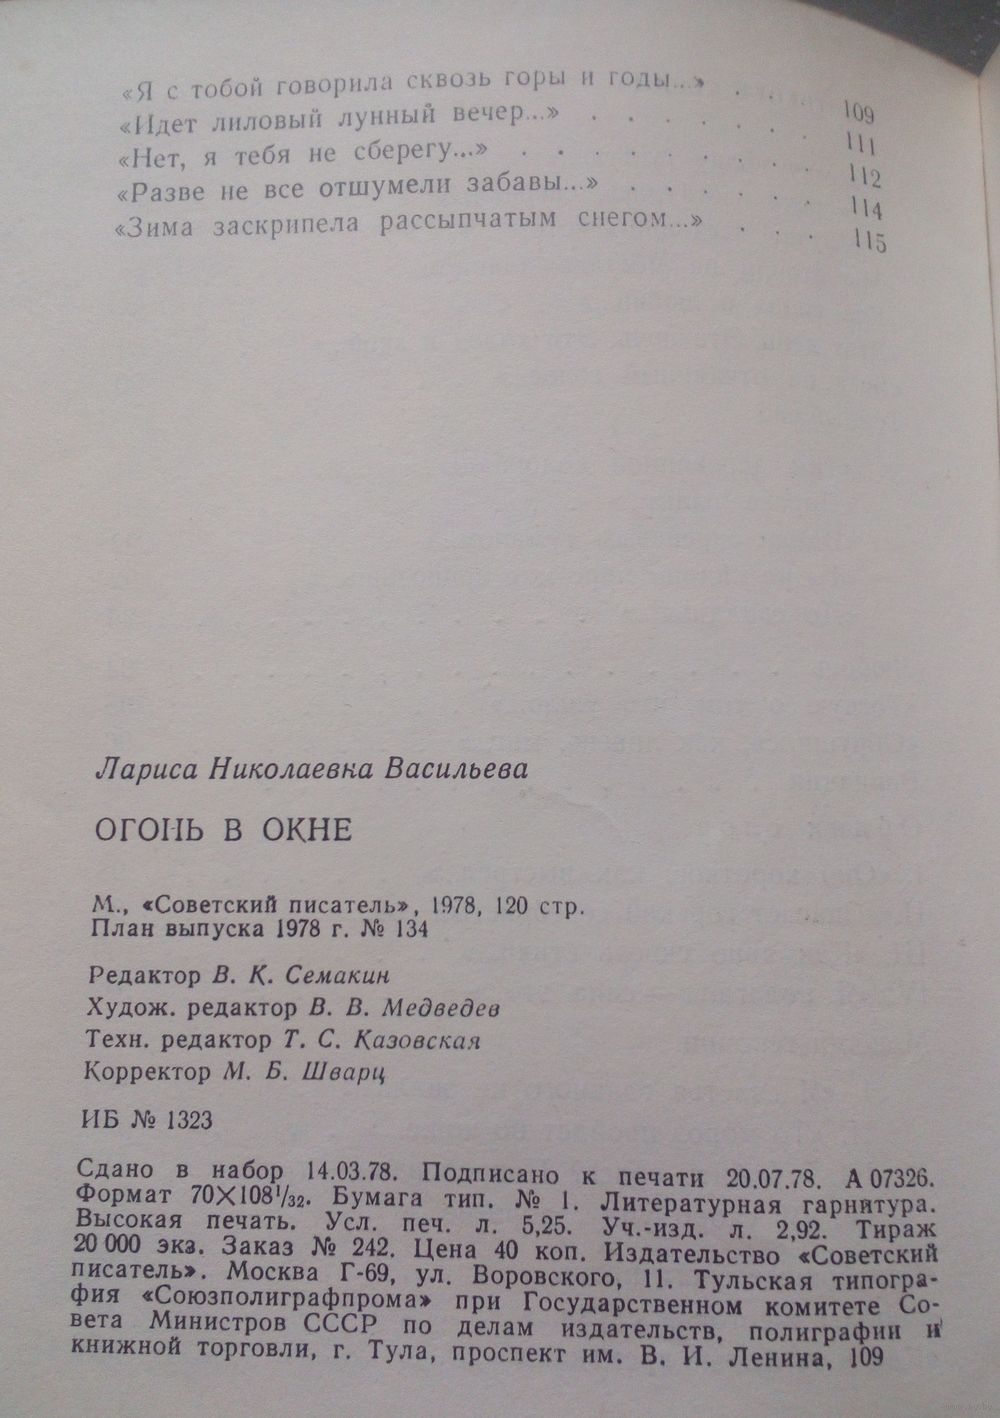 «Я с тобой говорила сквозь горы и годы...» . . . 109
«Идет лиловый лунный вечер...» . . . . . . . 111
«Нет, я тебя не сберегу...» . . . . . . . . . 112
«Разве не все отшумели забавы...» . . . . . . 114
«Зима заскрипела рассыпчатым снегом...» . . . 115
Лариса Николаевна Васильева
ОГОНЬ В ОКНЕ
М., «Советский писатель», 1978, 120 стр.
План выпуска 1978 г. № 134
Редактор В. К. Семакин
Худож. редактор В. В. Медведев
Техн. редактор Т. С. Казовская
Корректор М. Б. Шварц
ИБ № 1323
Сдано в набор 14.03.78. Подписано к печати 20.07.78. А 07326.
Формат 70×108¹/₃₂. Бумага тип. № 1. Литературная гарнитура.
Высокая печать. Усл. печ. л. 5,25. Уч.-изд. л. 2,92. Тираж
20 000 экз. Заказ № 242. Цена 40 коп. Издательство «Советский
писатель». Москва Г-69, ул. Воровского, 11. Тульская типогра-
фия «Союзполиграфпрома» при Государственном комитете Со-
вета Министров СССР по делам издательств, полиграфии и
книжной торговли, г. Тула, проспект им. В. И. Ленина, 109